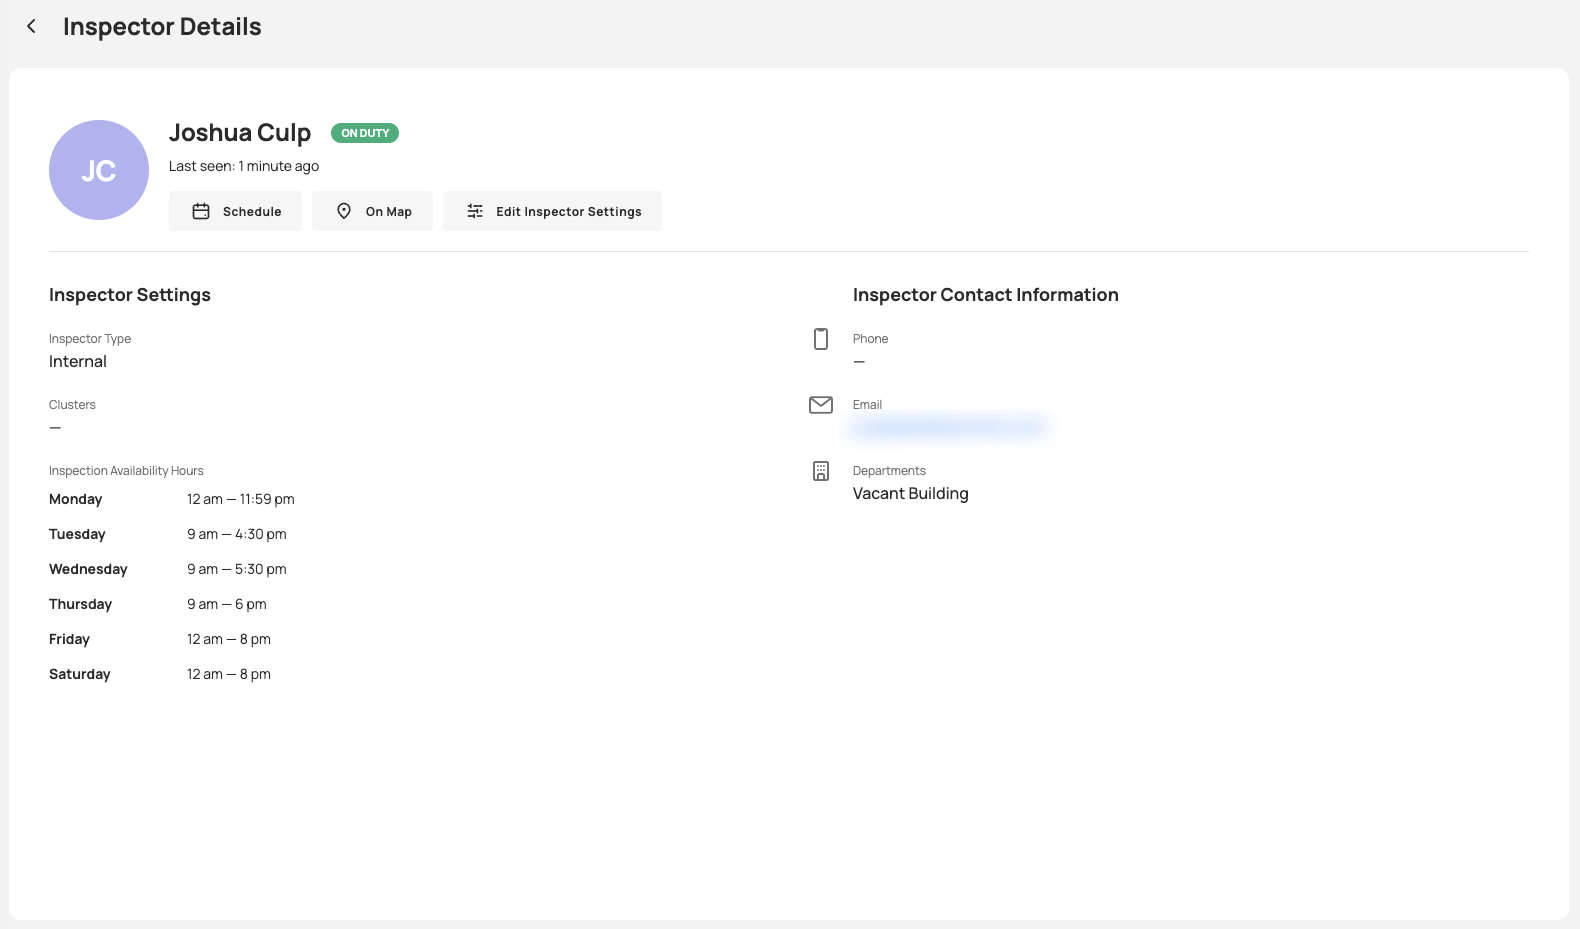 Inspector Details
JC
Joshua Culp ON DUTY
Last seen: 1 minute ago
Schedule On Map Edit Inspector Settings
Inspector Settings
Inspector Type
Internal
Clusters
—
Inspection Availability Hours
Monday 12 am — 11:59 pm
Tuesday 9 am — 4:30 pm
Wednesday 9 am — 5:30 pm
Thursday 9 am — 6 pm
Friday 12 am — 8 pm
Saturday 12 am — 8 pm
Inspector Contact Information
Phone
—
Email
Departments
Vacant Building